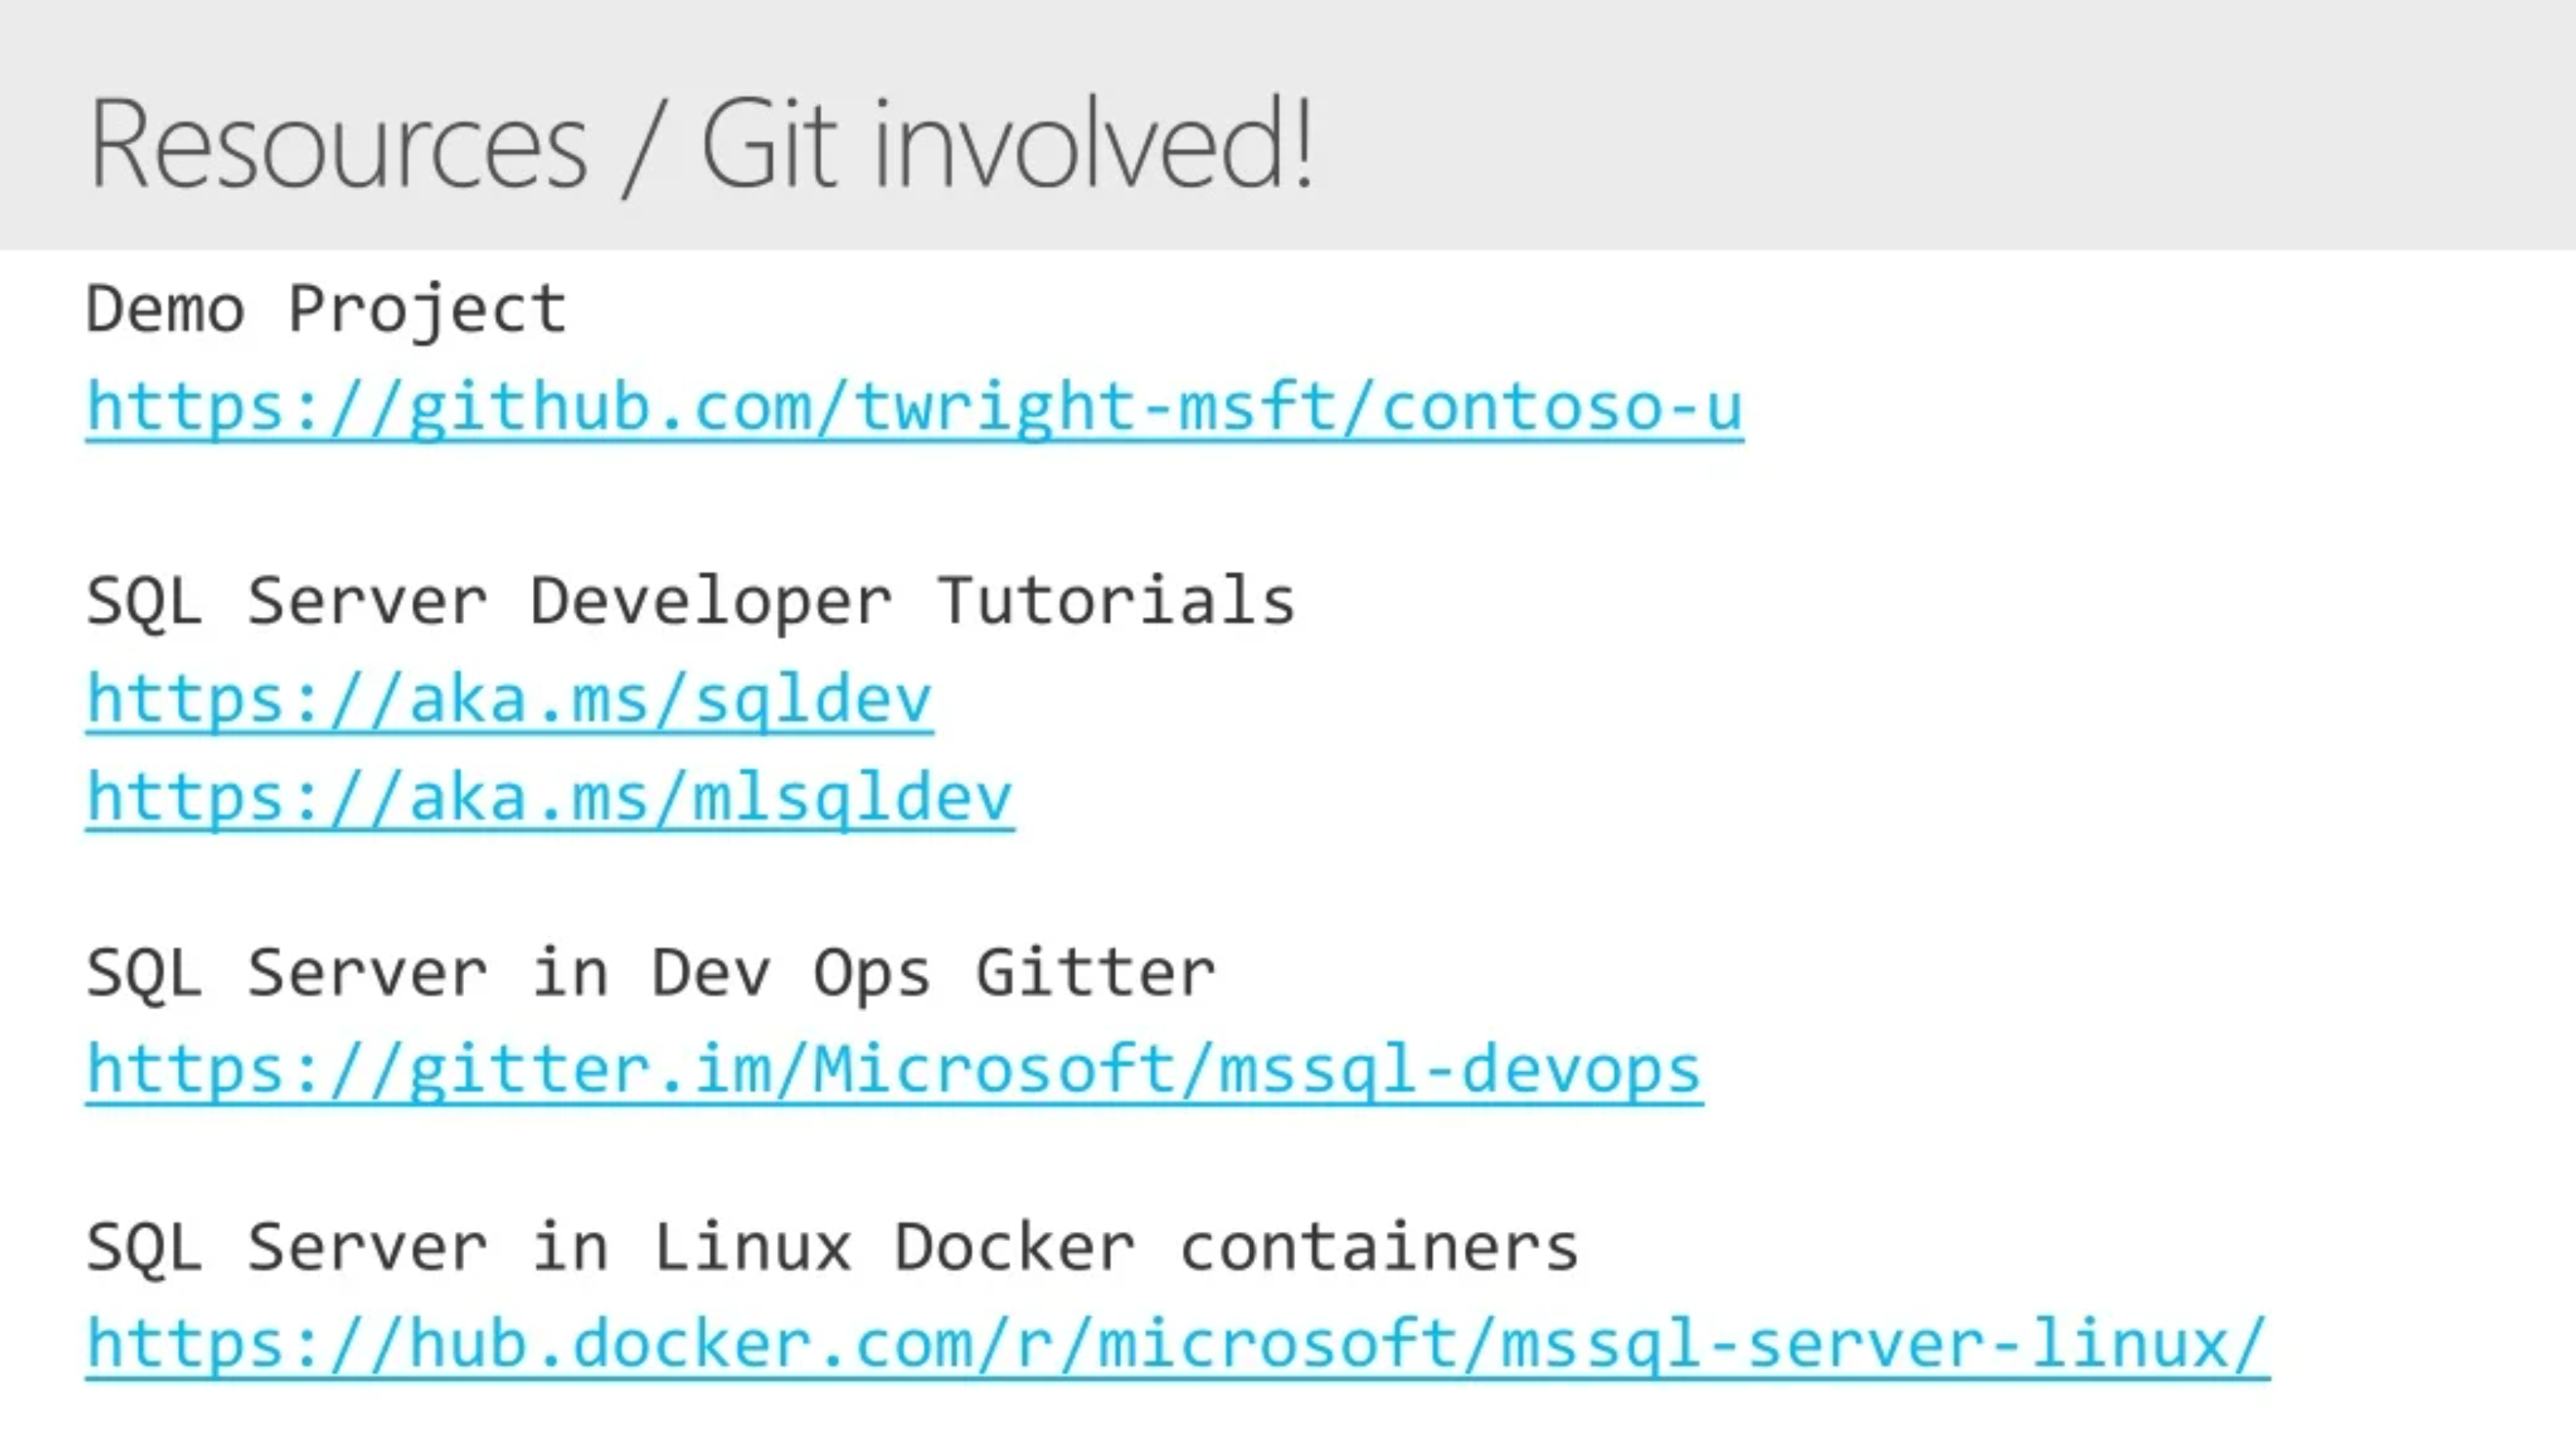 Resources / Git involved!
Demo Project
https://github.com/twright-msft/contoso-u
SQL Server Developer Tutorials
https://aka.ms/sqldev
https://aka.ms/mlsqldev
SQL Server in Dev Ops Gitter
https://gitter.im/Microsoft/mssql-devops
SQL Server in Linux Docker containers
https://hub.docker.com/r/microsoft/mssql-server-linux/